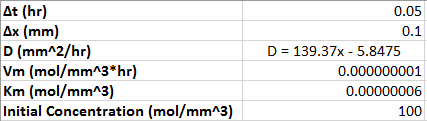 Δt (hr) 0.05
Δx (mm) 0.1
D (mm^2/hr) D = 139.37x - 5.8475
Vm (mol/mm^3*hr) 0.000000001
Km (mol/mm^3) 0.00000006
Initial Concentration (mol/mm^3) 100